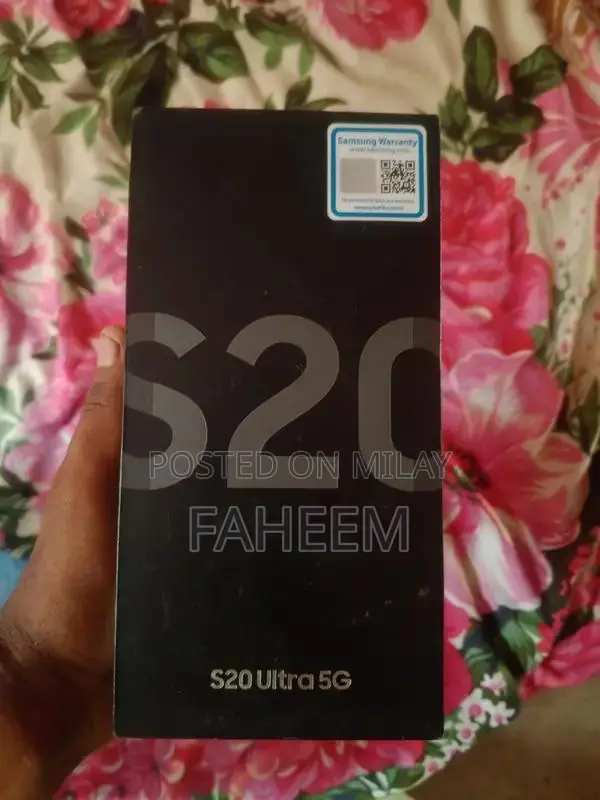 Samsung Warranty
S20
POSTED ON MILAY
FAHEEM
S20 Ultra 5G